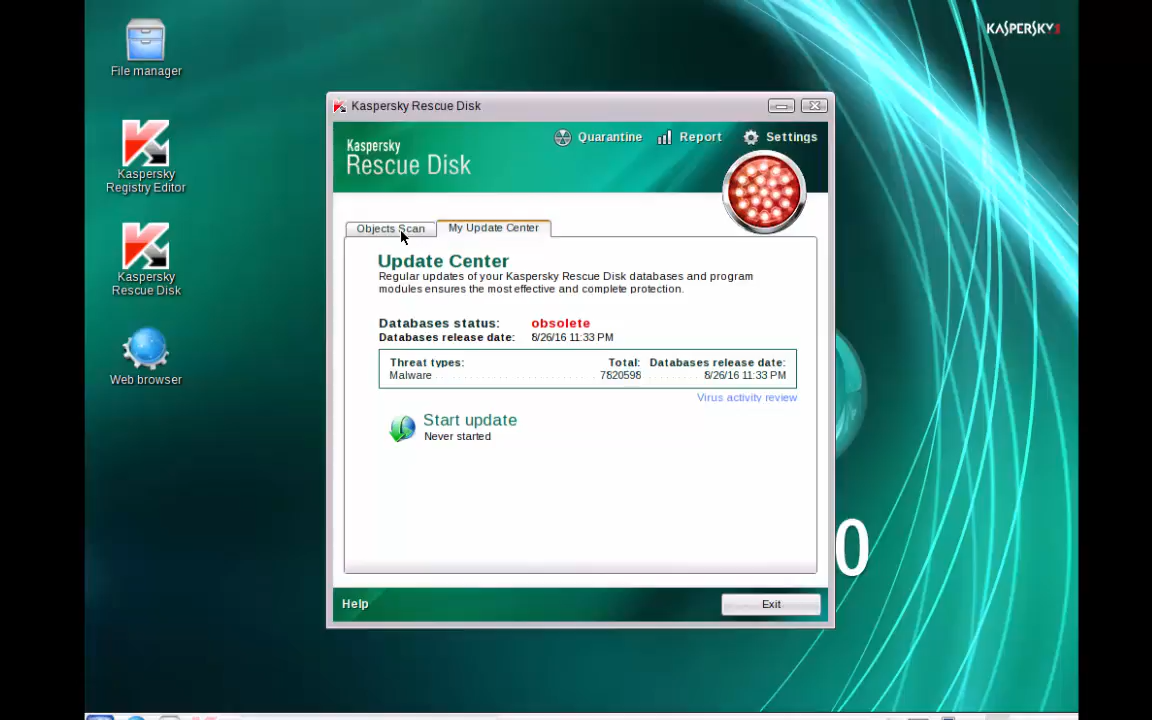 KASPERSKY
File manager
Kaspersky
Registry Editor
Kaspersky
Rescue Disk
Web browser
Kaspersky Rescue Disk
Quarantine
Report
Settings
Kaspersky
Rescue Disk
Objects Scan
My Update Center
Update Center
Regular updates of your Kaspersky Rescue Disk databases and program
modules ensures the most effective and complete protection.
Databases status: obsolete
Databases release date: 8/26/16 11:33 PM
Threat types: Total: Databases release date:
Malware 7820598 8/26/16 11:33 PM
Virus activity review
Start update
Never started
0
Help
Exit